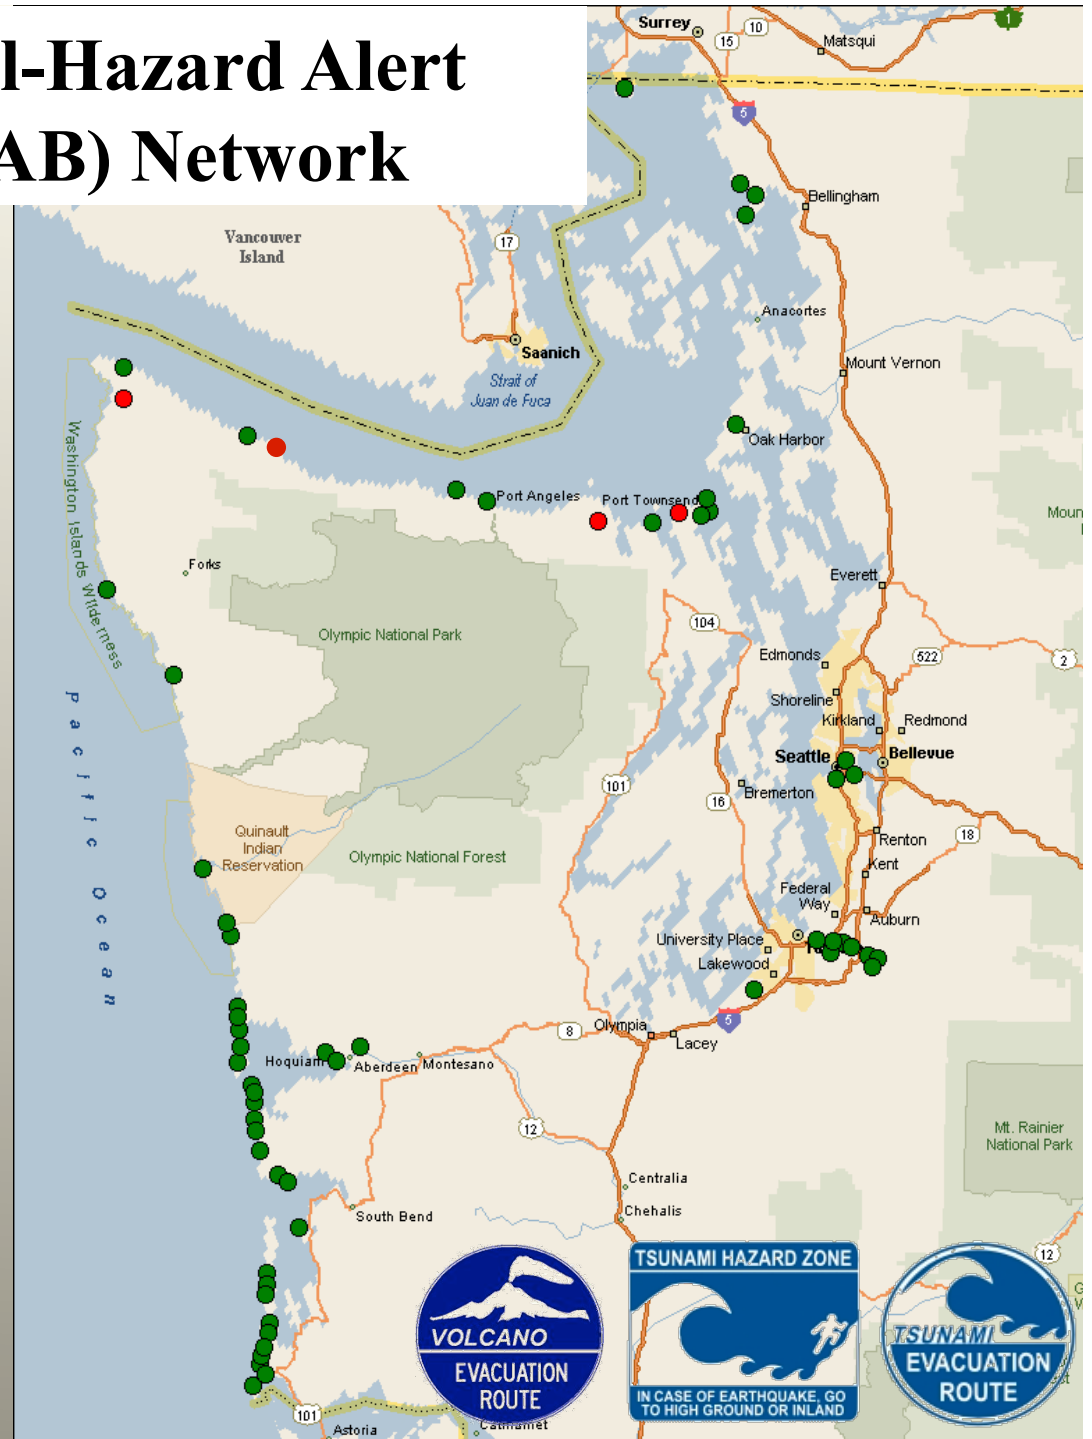 l-Hazard Alert
AB) Network
Surrey
10
15
1
Matsqui
5
Bellingham
Vancouver
Island
17
Anacortes
Saanich
Mount Vernon
Strait of
Juan de Fuca
Oak Harbor
Washington Islands Wilderness
Port Angeles
Port Townsend
Forks
Everett
Olympic National Park
104
Edmonds
522
2
Shoreline
Kirkland
Redmond
Seattle
Bellevue
101
Bremerton
16
Pacific Ocean
Quinault
Indian
Reservation
Olympic National Forest
Renton
18
Kent
Federal
Way
Auburn
University Place
Lakewood
5
8
Olympia
Lacey
Hoquiam
Aberdeen
Montesano
12
Mt. Rainier
National Park
Centralia
South Bend
Chehalis
12
VOLCANO
EVACUATION
ROUTE
TSUNAMI HAZARD ZONE
IN CASE OF EARTHQUAKE, GO
TO HIGH GROUND OR INLAND
TSUNAMI
EVACUATION
ROUTE
101
Astoria
Cathlamet